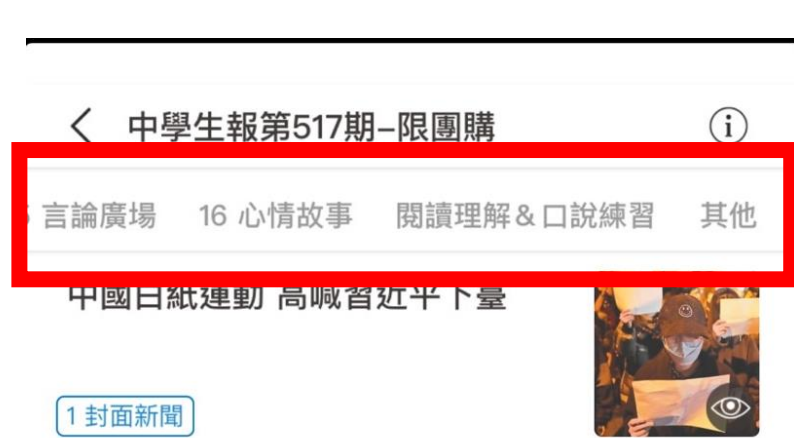 中學生報第517期–限團購
言論廣場 16 心情故事 閱讀理解&口說練習 其他
中國白紙運動 高喊習近平下臺
1 封面新聞